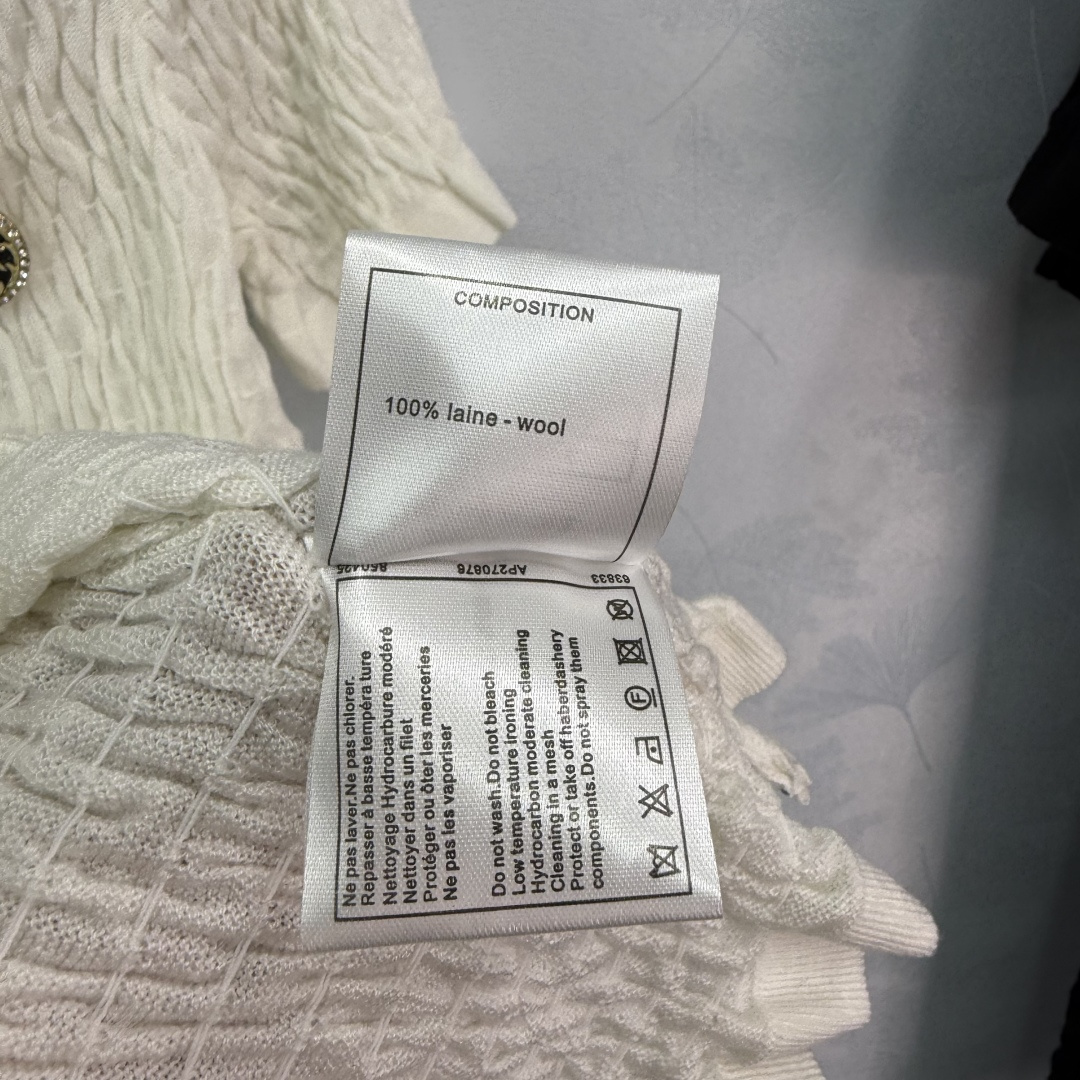 COMPOSITION
100% laine - wool
63833
AP270876
Ne pas laver.Ne pas chlorer.
Repasser à basse tempéra ture
Nettoyage Hydrocarbure modéré
Nettoyer dans un filet
Protéger ou ôter les merceries
Ne pas les vaporiser
Do not wash.Do not bleach
Low temperature ironing
Hydrocarbon moderate cleaning
Cleaning in a mesh
Protect or take off haberdashery
components.Do not spray them
F